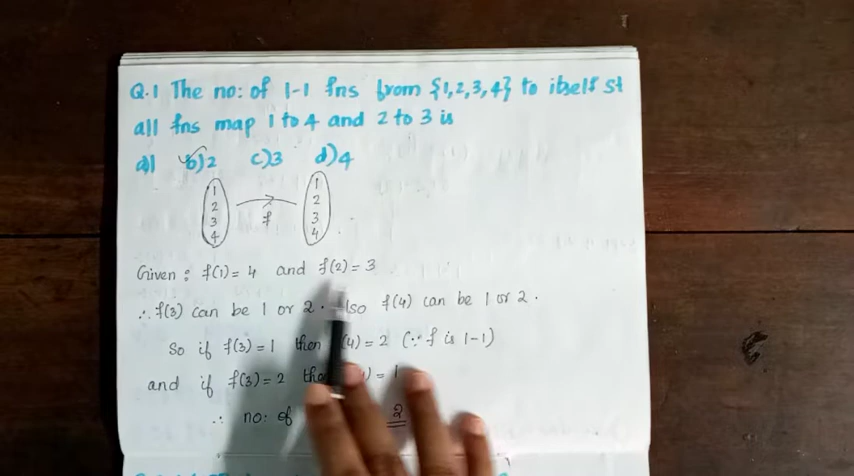 Q.1 The no: of 1-1 fns from {1,2,3,4} to itself st
all fns map 1 to 4 and 2 to 3 is
a)1 b)2 c)3 d)4
1 1
2 2
3 f 3
4 4
Given : f(1)=4 and f(2)=3
∴ f(3) can be 1 or 2. f(4) can be 1 or 2.
So if f(3)=1 (4)=2 (∵ f is 1-1)
and if f(3)=2 = 1
∴ no: of 2